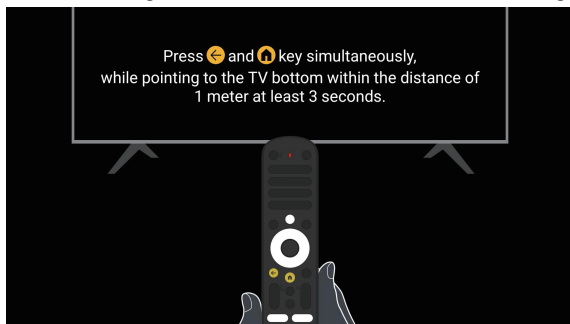 Press and key simultaneously,
while pointing to the TV bottom within the distance of
1 meter at least 3 seconds.